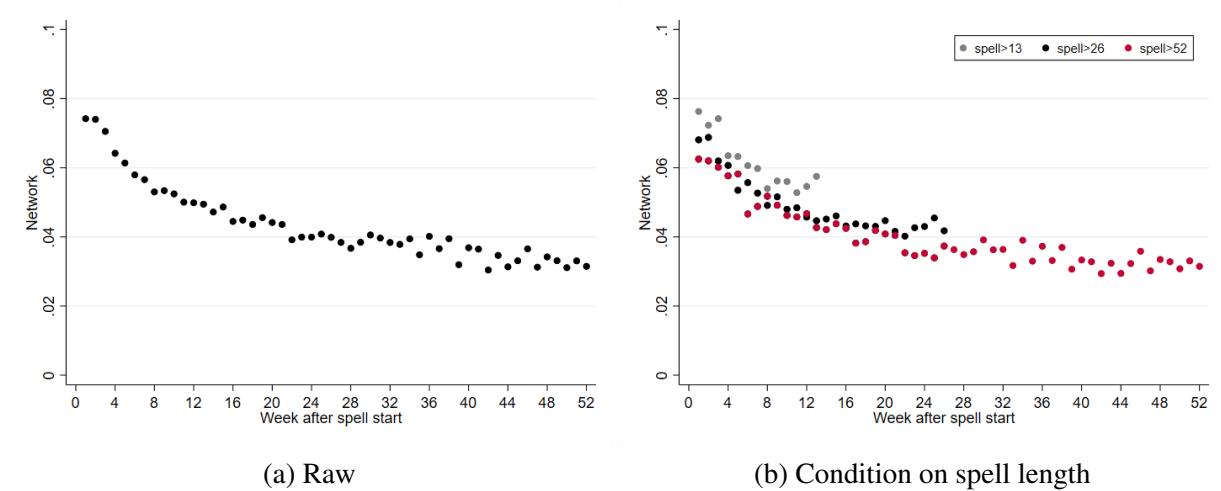 .1
.08
.06
.04
.02
0
Network
0 4 8 12 16 20 24 28 32 36 40 44 48 52
Week after spell start
(a) Raw
spell>13 spell>26 spell>52
.1
.08
.06
.04
.02
0
Network
0 4 8 12 16 20 24 28 32 36 40 44 48 52
Week after spell start
(b) Condition on spell length